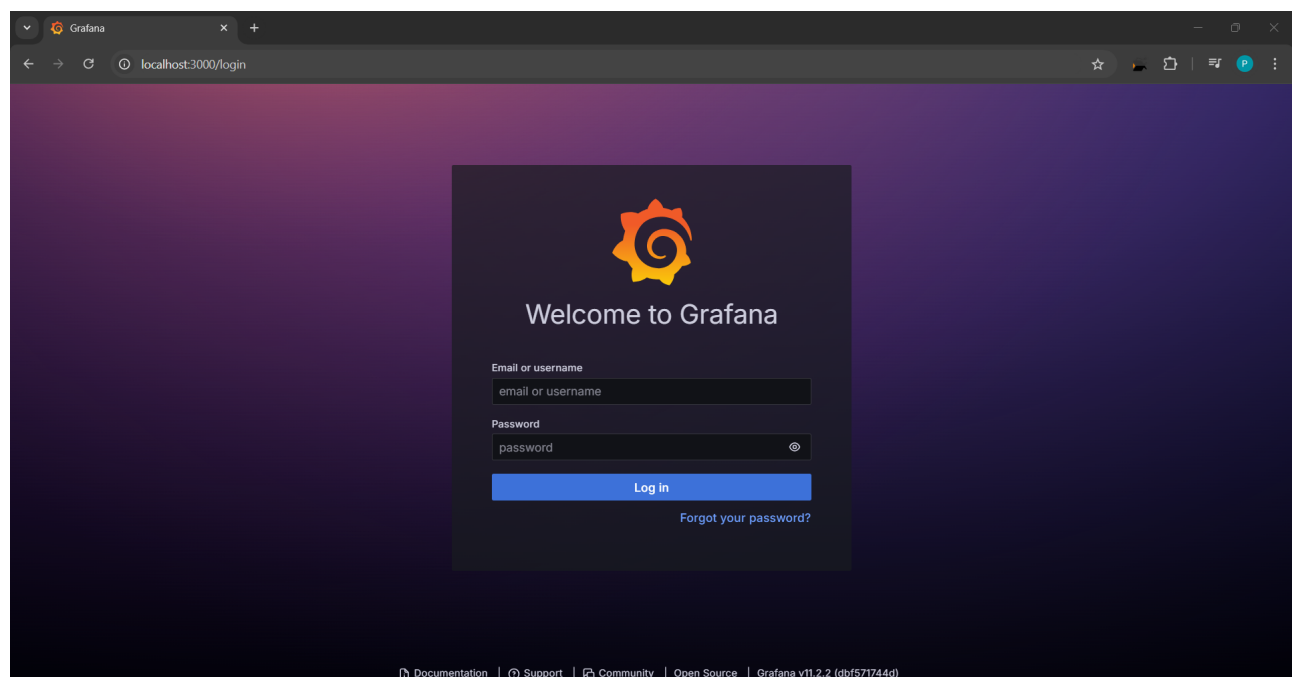 Grafana
localhost:3000/login
P
Welcome to Grafana
Email or username
email or username
Password
password
Log in
Forgot your password?
Documentation | Support | Community | Open Source | Grafana v11.2.2 (dbf571744d)